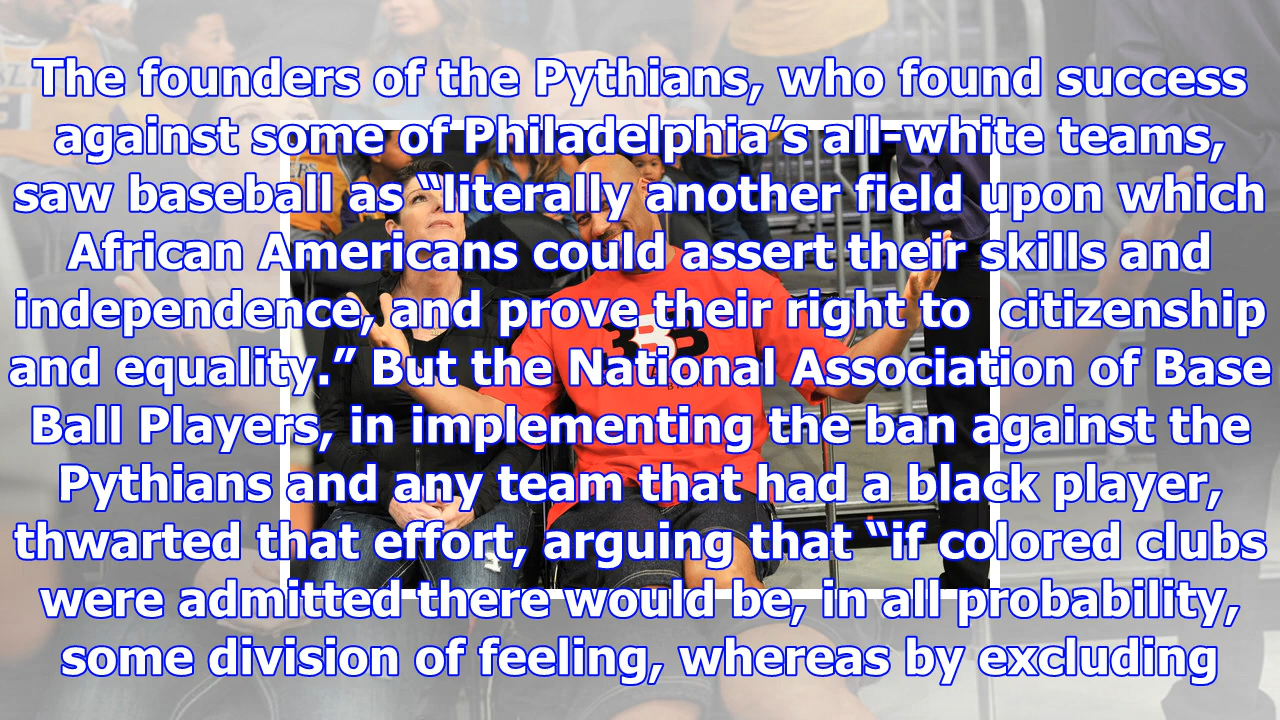 The founders of the Pythians, who found success
against some of Philadelphia’s all-white teams,
saw baseball as “literally another field upon which
African Americans could assert their skills and
independence, and prove their right to  citizenship
and equality.” But the National Association of Base
Ball Players, in implementing the ban against the
Pythians and any team that had a black player,
thwarted that effort, arguing that “if colored clubs
were admitted there would be, in all probability,
some division of feeling, whereas by excluding
BBB